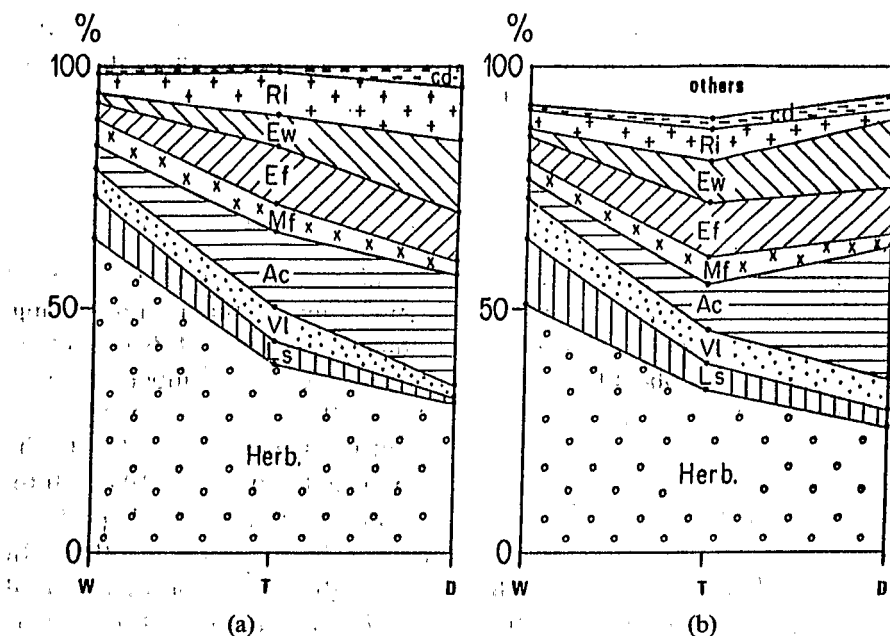 %
100
50
0
cd
Ri
Ew
Ef
Mf
Ac
Vl
Ls
Herb.
W T D
(a)
%
100
50
0
others
cd
Ri
Ew
Ef
Mf
Ac
Vl
Ls
Herb.
W T D
(b)